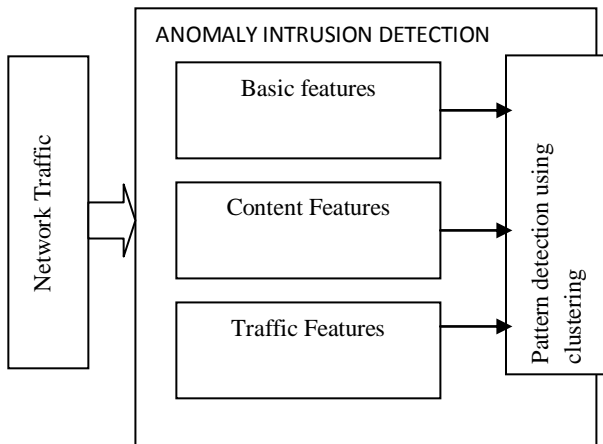 ANOMALY INTRUSION DETECTION
Network Traffic
Basic features
Content Features
Traffic Features
Pattern detection using
clustering